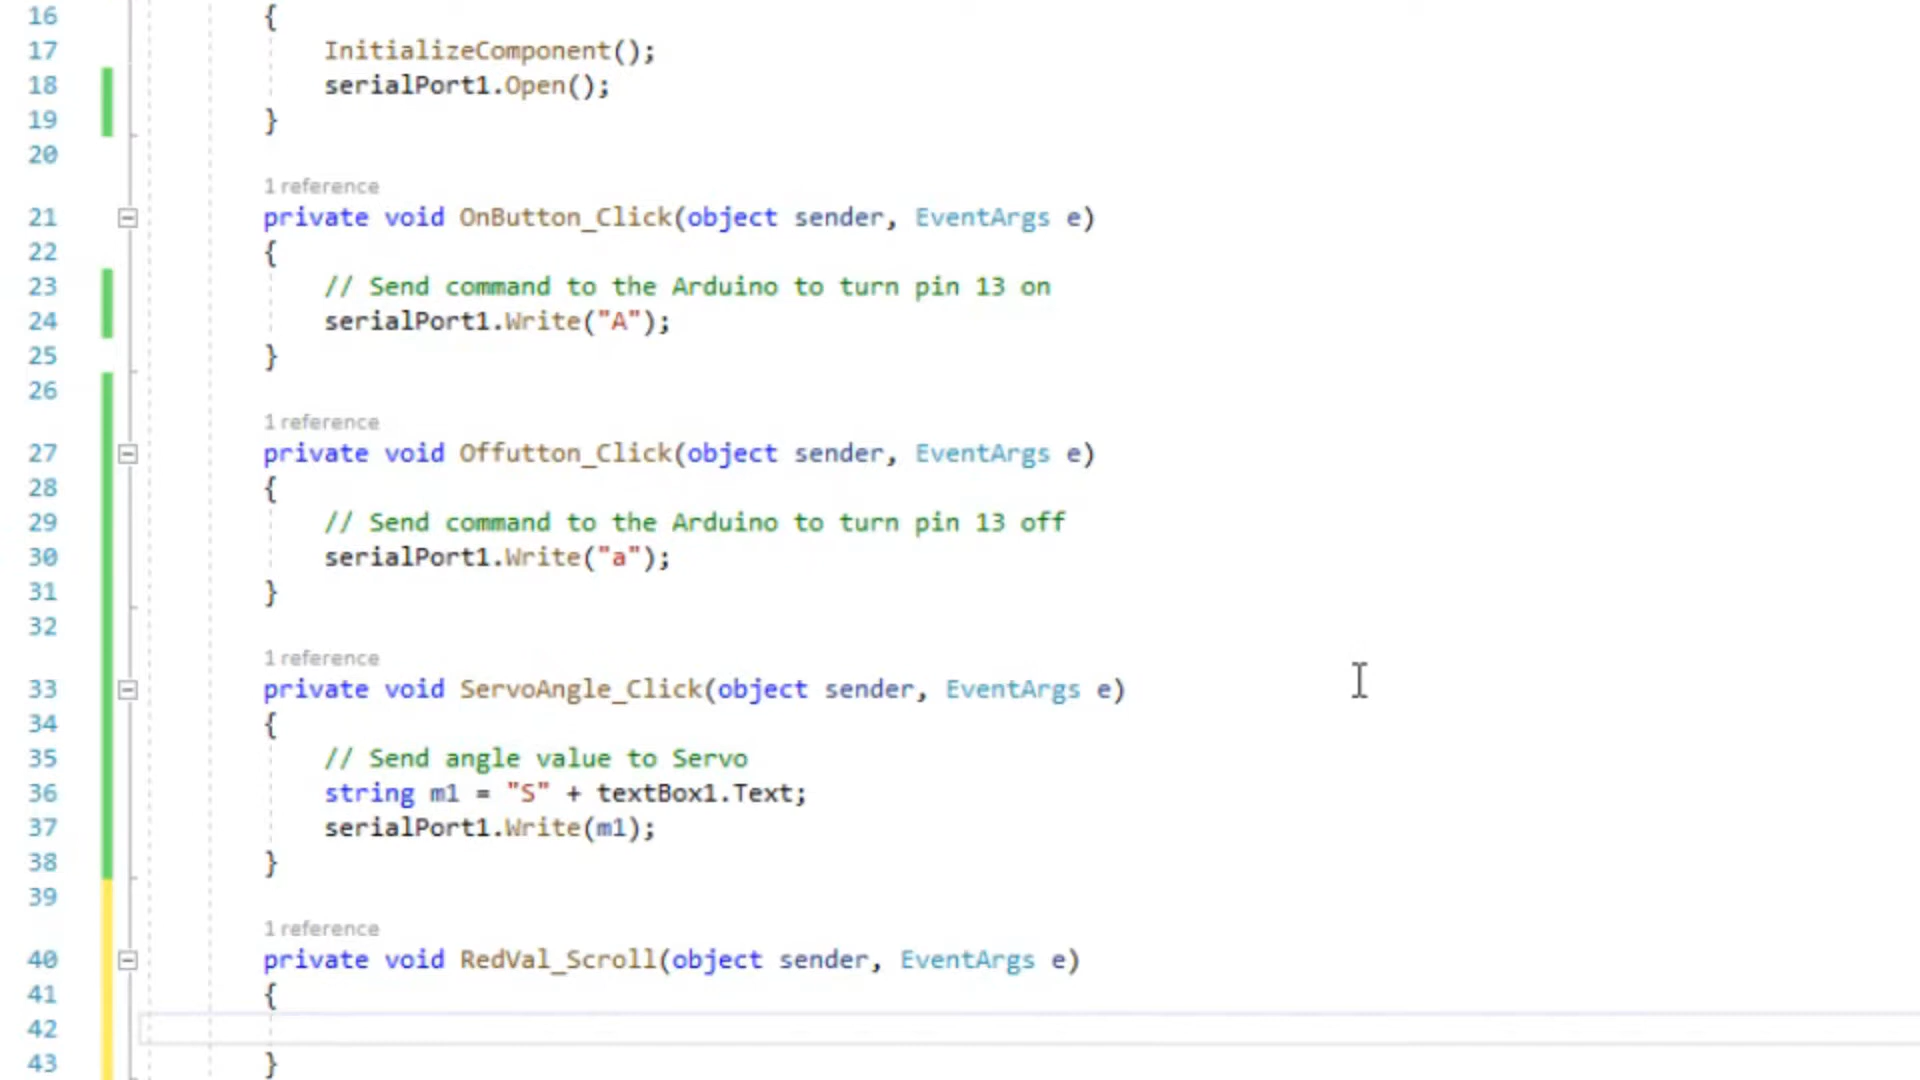 16 {
17 InitializeComponent();
18 serialPort1.Open();
19 }
20
1 reference
21 private void OnButton_Click(object sender, EventArgs e)
22 {
23 // Send command to the Arduino to turn pin 13 on
24 serialPort1.Write("A");
25 }
26
1 reference
27 private void Offutton_Click(object sender, EventArgs e)
28 {
29 // Send command to the Arduino to turn pin 13 off
30 serialPort1.Write("a");
31 }
32
1 reference
33 private void ServoAngle_Click(object sender, EventArgs e)
34 {
35 // Send angle value to Servo
36 string m1 = "S" + textBox1.Text;
37 serialPort1.Write(m1);
38 }
39
1 reference
40 private void RedVal_Scroll(object sender, EventArgs e)
41 {
42
43 }